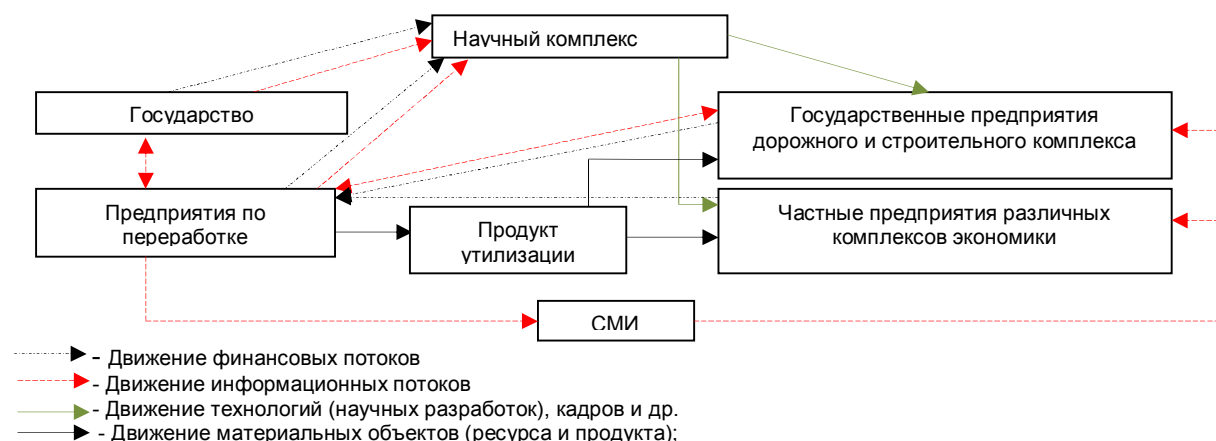 Научный комплекс
Государство
Государственные предприятия
дорожного и строительного комплекса
Предприятия по
переработке
Продукт
утилизации
Частные предприятия различных
комплексов экономики
СМИ
- Движение финансовых потоков
- Движение информационных потоков
- Движение технологий (научных разработок), кадров и др.
- Движение материальных объектов (ресурса и продукта);